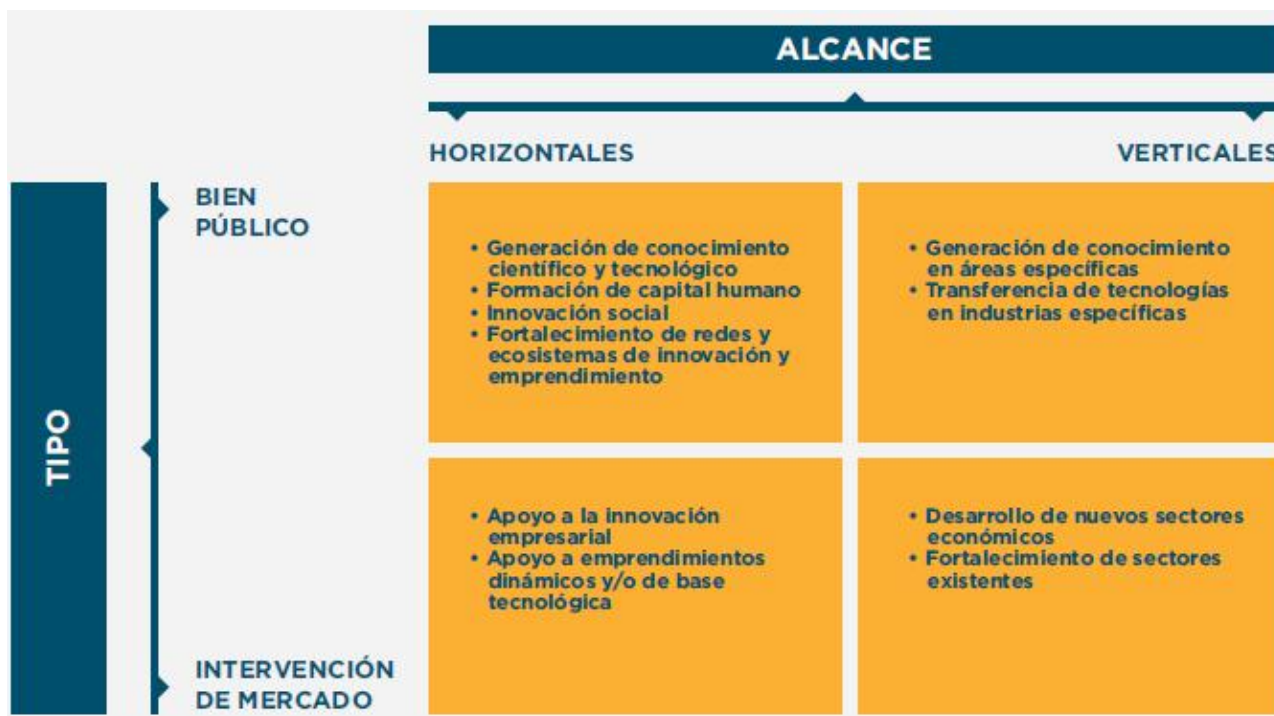 ALCANCE
HORIZONTALES
VERTICALES
TIPO
BIEN
PÚBLICO
• Generación de conocimiento
científico y tecnológico
• Formación de capital humano
• Innovación social
• Fortalecimiento de redes y
ecosistemas de innovación y
emprendimiento
• Generación de conocimiento
en áreas específicas
• Transferencia de tecnologías
en industrias específicas
INTERVENCIÓN
DE MERCADO
• Apoyo a la innovación
empresarial
• Apoyo a emprendimientos
dinámicos y/o de base
tecnológica
• Desarrollo de nuevos sectores
económicos
• Fortalecimiento de sectores
existentes